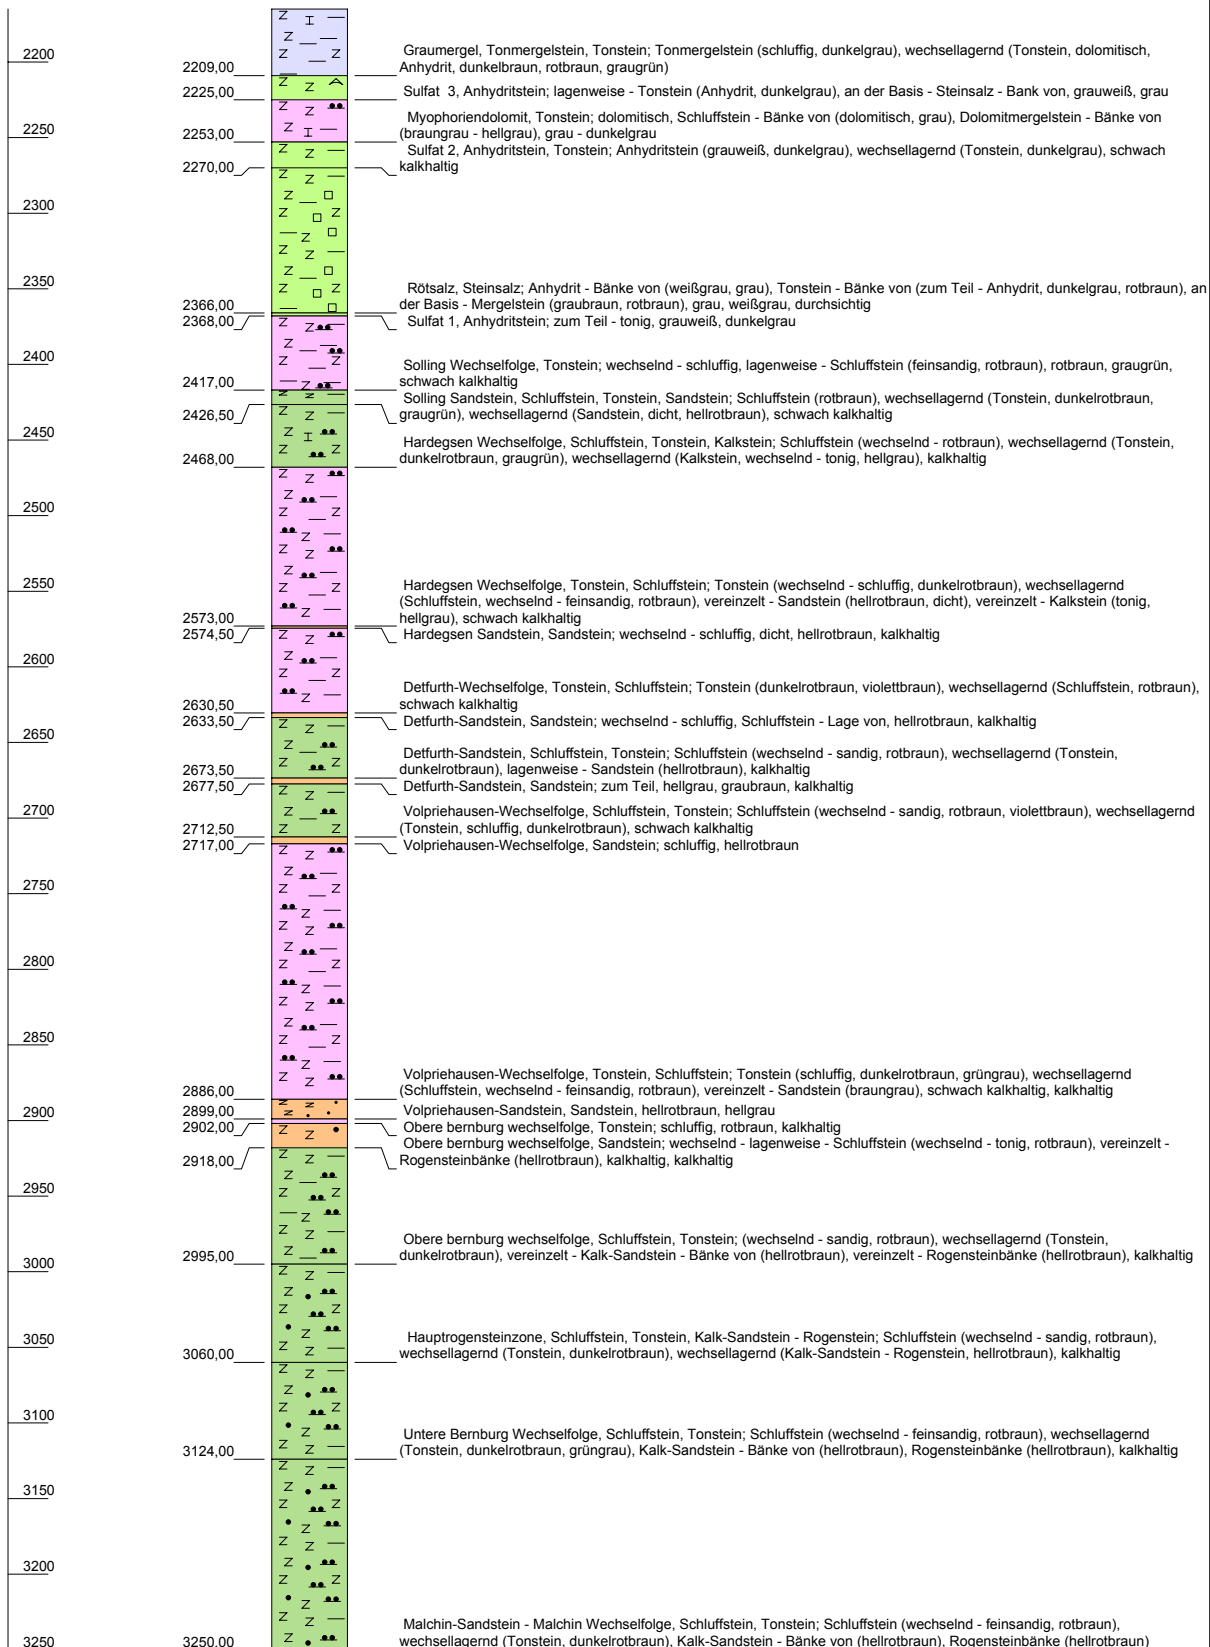 2200
Graumergel, Tonmergelstein, Tonstein; Tonmergelstein (schluffig, dunkelgrau), wechsellagernd (Tonstein, dolomitisch,
2209,00 Anhydrit, dunkelbraun, rotbraun, graugrün)
2225,00 Sulfat 3, Anhydritstein; lagenweise - Tonstein (Anhydrit, dunkelgrau), an der Basis - Steinsalz - Bank von, grauweiß, grau
Myophoriendolomit, Tonstein; dolomitisch, Schluffstein - Bänke von (dolomitisch, grau), Dolomitmergelstein - Bänke von
2250
2253,00 (braungrau - hellgrau), grau - dunkelgrau
Sulfat 2, Anhydritstein, Tonstein; Anhydritstein (grauweiß, dunkelgrau), wechsellagernd (Tonstein, dunkelgrau), schwach
2270,00 kalkhaltig
2300
2350
Rötsalz, Steinsalz; Anhydrit - Bänke von (weißgrau, grau), Tonstein - Bänke von (zum Teil - Anhydrit, dunkelgrau, rotbraun), an
2366,00 der Basis - Mergelstein (graubraun, rotbraun), grau, weißgrau, durchsichtig
2368,00 Sulfat 1, Anhydritstein; zum Teil - tonig, grauweiß, dunkelgrau
2400
Solling Wechselfolge, Tonstein; wechselnd - schluffig, lagenweise - Schluffstein (feinsandig, rotbraun), rotbraun, graugrün,
2417,00 schwach kalkhaltig
Solling Sandstein, Schluffstein, Tonstein, Sandstein; Schluffstein (rotbraun), wechsellagernd (Tonstein, dunkelrotbraun,
2426,50 graugrün), wechsellagernd (Sandstein, dicht, hellrotbraun), schwach kalkhaltig
2450
Hardegsen Wechselfolge, Schluffstein, Tonstein, Kalkstein; Schluffstein (wechselnd - rotbraun), wechsellagernd (Tonstein,
2468,00 dunkelrotbraun, graugrün), wechsellagernd (Kalkstein, wechselnd - tonig, hellgrau), kalkhaltig
2500
2550
Hardegsen Wechselfolge, Tonstein, Schluffstein; Tonstein (wechselnd - schluffig, dunkelrotbraun), wechsellagernd
(Schluffstein, wechselnd - feinsandig, rotbraun), vereinzelt - Sandstein (hellrotbraun, dicht), vereinzelt - Kalkstein (tonig,
2573,00 hellgrau), schwach kalkhaltig
2574,50 Hardegsen Sandstein, Sandstein; wechselnd - schluffig, dicht, hellrotbraun, kalkhaltig
2600
Detfurth-Wechselfolge, Tonstein, Schluffstein; Tonstein (dunkelrotbraun, violettbraun), wechsellagernd (Schluffstein, rotbraun),
2630,50 schwach kalkhaltig
2633,50 Detfurth-Sandstein, Sandstein; wechselnd - schluffig, Schluffstein - Lage von, hellrotbraun, kalkhaltig
2650
Detfurth-Sandstein, Schluffstein, Tonstein; Schluffstein (wechselnd - sandig, rotbraun), wechsellagernd (Tonstein,
2673,50 dunkelrotbraun), lagenweise - Sandstein (hellrotbraun), kalkhaltig
2677,50 Detfurth-Sandstein, Sandstein; zum Teil, hellgrau, graubraun, kalkhaltig
2700
Volpriehausen-Wechselfolge, Schluffstein, Tonstein; Schluffstein (wechselnd - sandig, rotbraun, violettbraun), wechsellagernd
2712,50 (Tonstein, schluffig, dunkelrotbraun), schwach kalkhaltig
2717,00 Volpriehausen-Wechselfolge, Sandstein; schluffig, hellrotbraun
2750
2800
2850
Volpriehausen-Wechselfolge, Tonstein, Schluffstein; Tonstein (schluffig, dunkelrotbraun, grüngrau), wechsellagernd
2886,00 (Schluffstein, wechselnd - feinsandig, rotbraun), vereinzelt - Sandstein (braungrau), schwach kalkhaltig, kalkhaltig
2900
2899,00 Volpriehausen-Sandstein, Sandstein, hellrotbraun, hellgrau
2902,00 Obere bernburg wechselfolge, Tonstein; schluffig, rotbraun, kalkhaltig
Obere bernburg wechselfolge, Sandstein; wechselnd - lagenweise - Schluffstein (wechselnd - tonig, rotbraun), vereinzelt -
2918,00 Rogensteinbänke (hellrotbraun), kalkhaltig, kalkhaltig
2950
Obere bernburg wechselfolge, Schluffstein, Tonstein; (wechselnd - sandig, rotbraun), wechsellagernd (Tonstein,
2995,00 dunkelrotbraun), vereinzelt - Kalk-Sandstein - Bänke von (hellrotbraun), vereinzelt - Rogensteinbänke (hellrotbraun), kalkhaltig
3000
3050
Hauptrogensteinzone, Schluffstein, Tonstein, Kalk-Sandstein - Rogenstein; Schluffstein (wechselnd - sandig, rotbraun),
3060,00 wechsellagernd (Tonstein, dunkelrotbraun), wechsellagernd (Kalk-Sandstein - Rogenstein, hellrotbraun), kalkhaltig
3100
Untere Bernburg Wechselfolge, Schluffstein, Tonstein; Schluffstein (wechselnd - feinsandig, rotbraun), wechsellagernd
3124,00 (Tonstein, dunkelrotbraun, grüngrau), Kalk-Sandstein - Bänke von (hellrotbraun), Rogensteinbänke (hellrotbraun), kalkhaltig
3150
3200
Malchin-Sandstein - Malchin Wechselfolge, Schluffstein, Tonstein; Schluffstein (wechselnd - feinsandig, rotbraun),
3250 3250,00 wechsellagernd (Tonstein, dunkelrotbraun), Kalk-Sandstein - Bänke von (hellrotbraun), Rogensteinbänke (hellrotbraun)